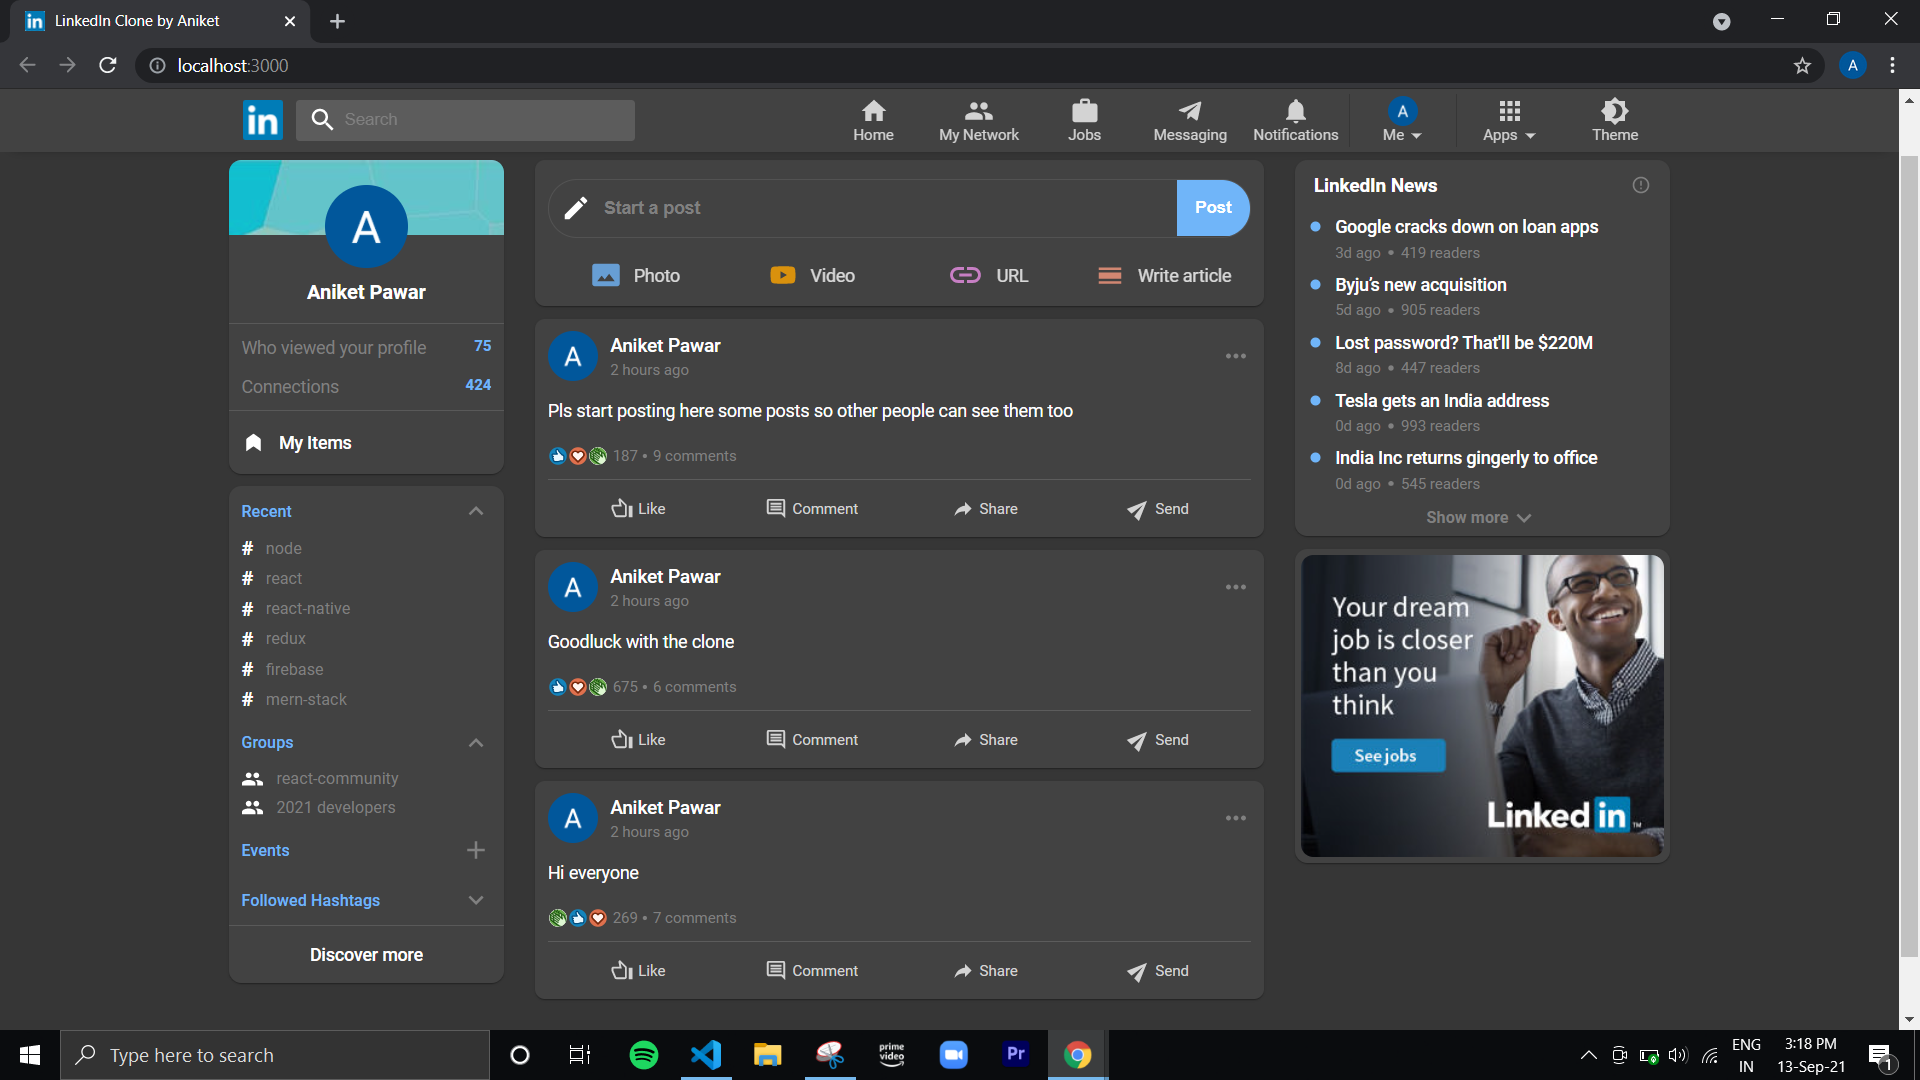 in LinkedIn Clone by Aniket
localhost:3000
A
in
Search
Home
My Network
Jobs
Messaging
Notifications
A
Me
Apps
Theme
A
Aniket Pawar
Who viewed your profile 75
Connections 424
My Items
Recent
# node
# react
# react-native
# redux
# firebase
# mern-stack
Groups
react-community
2021 developers
Events
Followed Hashtags
Discover more
Start a post
Post
Photo
Video
URL
Write article
A
Aniket Pawar
2 hours ago
Pls start posting here some posts so other people can see them too
187 • 9 comments
Like
Comment
Share
Send
A
Aniket Pawar
2 hours ago
Goodluck with the clone
675 • 6 comments
Like
Comment
Share
Send
A
Aniket Pawar
2 hours ago
Hi everyone
269 • 7 comments
Like
Comment
Share
Send
LinkedIn News
Google cracks down on loan apps
3d ago • 419 readers
Byju's new acquisition
5d ago • 905 readers
Lost password? That'll be $220M
8d ago • 447 readers
Tesla gets an India address
0d ago • 993 readers
India Inc returns gingerly to office
0d ago • 545 readers
Show more
Your dream
job is closer
than you
think
See jobs
Linked in ™
Type here to search
prime
video
Pr
ENG
IN
3:18 PM
13-Sep-21
1